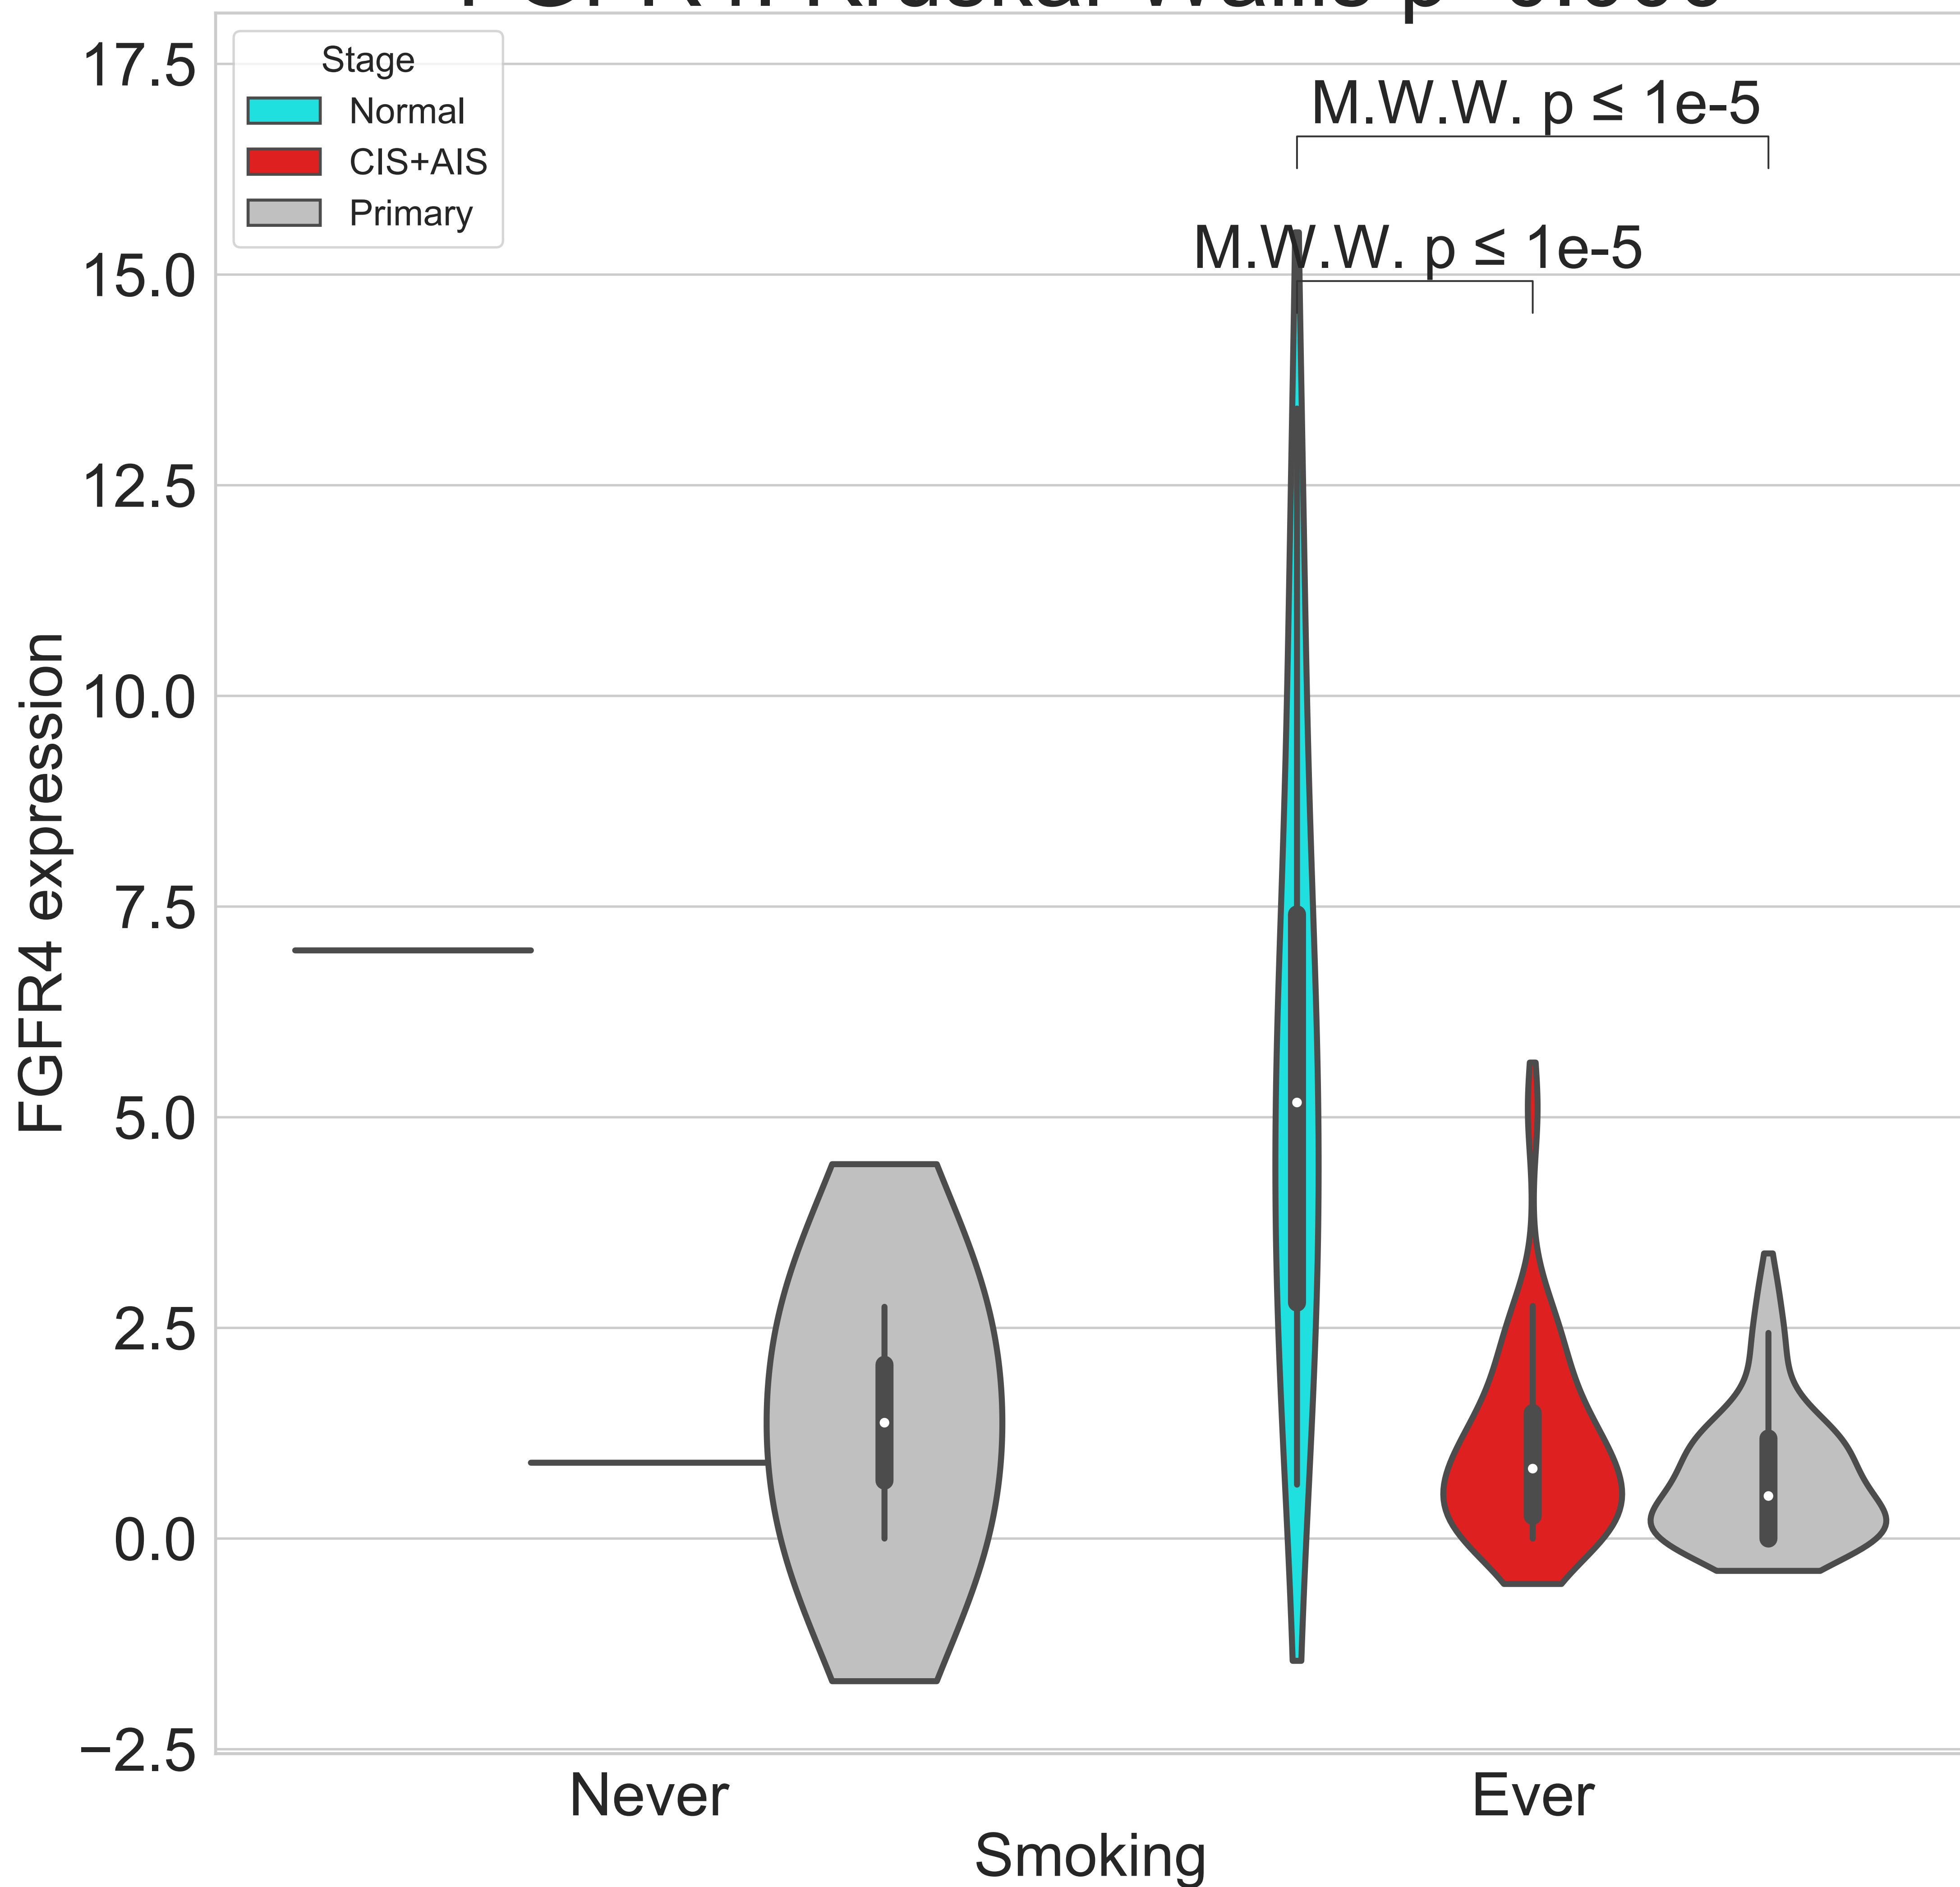 17.5
15.0
12.5
10.0
7.5
5.0
2.5
0.0
−2.5
FGFR4 expression
Stage
Normal
CIS+AIS
Primary
M.W.W. p ≤ 1e-5
M.W.W. p ≤ 1e-5
Never
Ever
Smoking